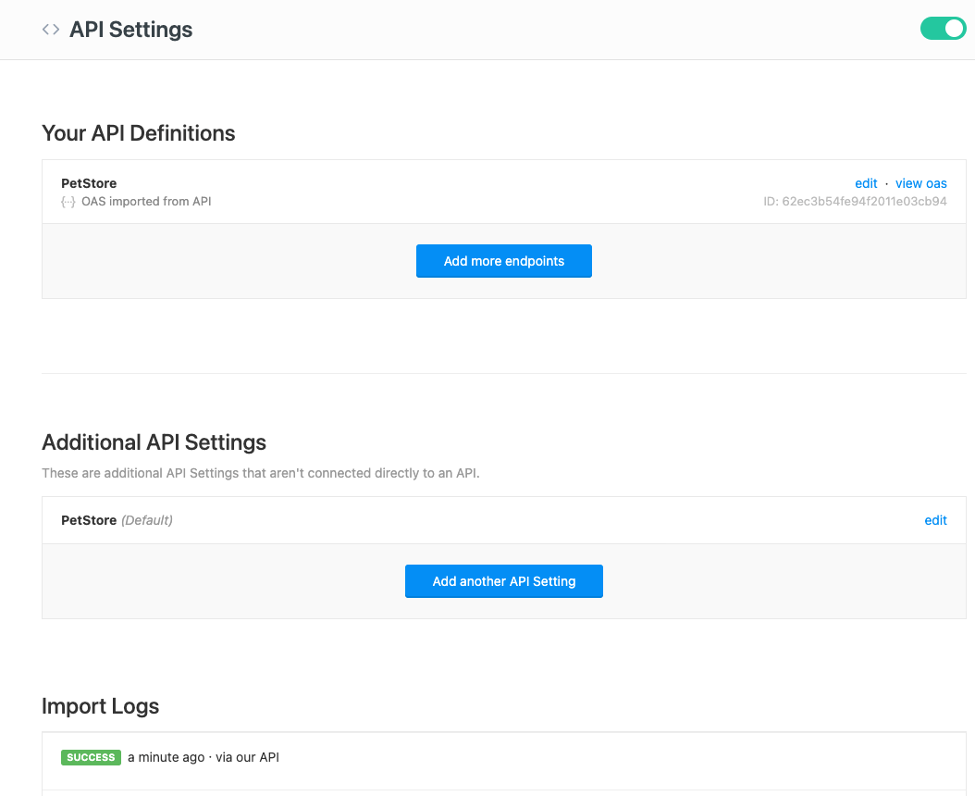 API Settings
Your API Definitions
PetStore
edit · view oas
OAS imported from API
ID: 62ec3b54fe94f2011e03cb94
Add more endpoints
Additional API Settings
These are additional API Settings that aren't connected directly to an API.
PetStore (Default)
edit
Add another API Setting
Import Logs
SUCCESS a minute ago · via our API